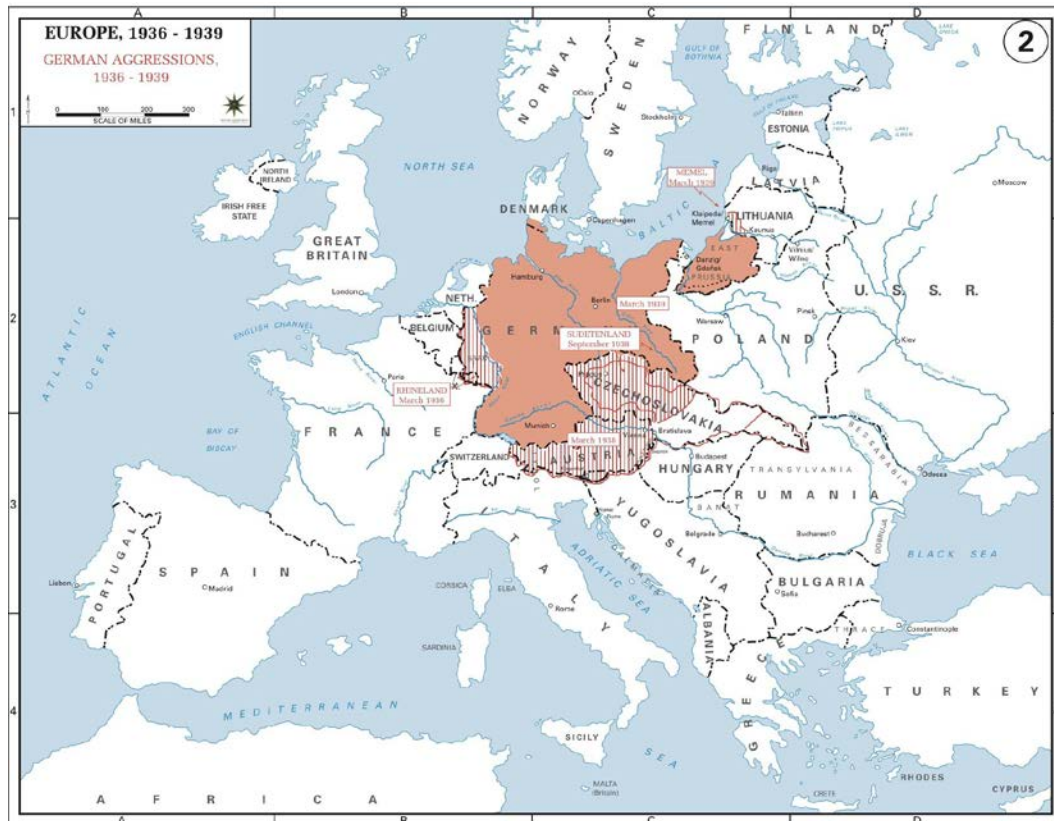 A
B
C
D
EUROPE, 1936 - 1939
GERMAN AGGRESSIONS,
1936 - 1939
0 100 200 300
SCALE OF MILES
2
NORWAY
SWEDEN
FINLAND
GULF OF
BOTHNIA
1
Oslo
Stockholm
Tallinn
ESTONIA
NORTH SEA
NORTH
IRELAND
IRISH FREE
STATE
MEMEL
Riga
LATVIA
Moscow
DENMARK
Copenhagen
BALTIC
Klaipeda/
Memel
LITHUANIA
Kaunas
Vilnius/
Wilno
GREAT
BRITAIN
London
Hamburg
EAST
PRUSSIA
Danzig/
Gdańsk
U. S. S. R.
ATLANTIC
OCEAN
2
ENGLISH CHANNEL
NETH.
BELGIUM
Berlin
March 1939
GERM
Warsaw
Pinsk
POLAND
Kiev
SUDETENLAND
September 1938
Paris
RHINELAND
March 1936
CZECHOSLOVAKIA
FRANCE
Munich
March 1938
Vienna
Bratislava
BAY OF
BISCAY
SWITZERLAND
AUSTRIA
Budapest
HUNGARY
TRANSYLVANIA
BESSARABIA
Odessa
3
RUMANIA
BANAT
Belgrade
Bucharest
DOBRUJA
BLACK SEA
YUGOSLAVIA
DALMATIA
ADRIATIC SEA
ITALY
PORTUGAL
SPAIN
Lisbon
Madrid
CORSICA
ELBA
Rome
BULGARIA
Sofia
ALBANIA
THRACE
Constantinople
SARDINIA
GREECE
TURKEY
4
MEDITERRANEAN
SEA
SICILY
MALTA
(Britain)
RHODES
CRETE
CYPRUS
AFRICA
A
B
C
D